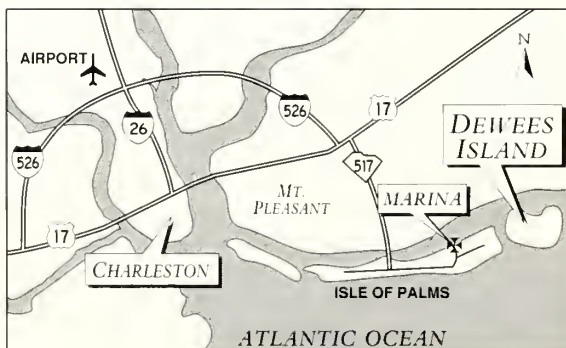 AIRPORT
N
526
17
26
526
DEWEES
ISLAND
517
MT.
PLEASANT
MARINA
17
CHARLESTON
ISLE OF PALMS
ATLANTIC OCEAN